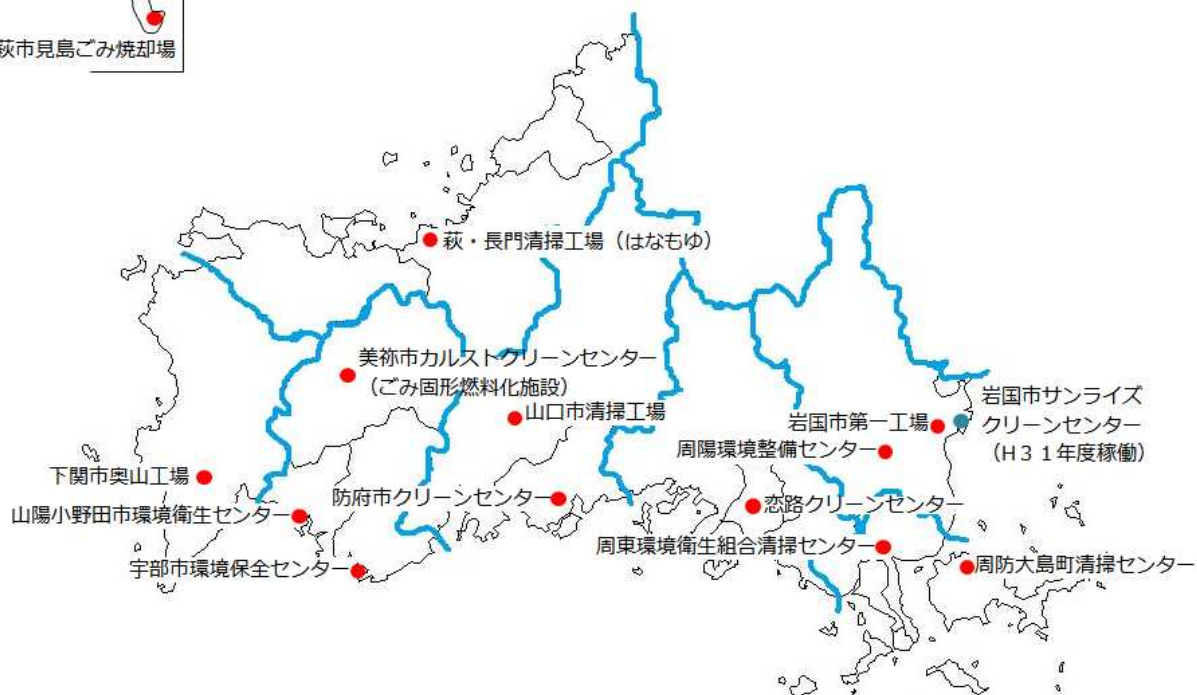 萩市見島ごみ焼却場
萩・長門清掃工場（はなもゆ）
美祢市カルストクリーンセンター
（ごみ固形燃料化施設）
山口市清掃工場
岩国市サンライズ
クリーンセンター
（H３１年度稼働）
岩国市第一工場
周陽環境整備センター
下関市奥山工場
防府市クリーンセンター
恋路クリーンセンター
山陽小野田市環境衛生センター
周東環境衛生組合清掃センター
宇部市環境保全センター
周防大島町清掃センター